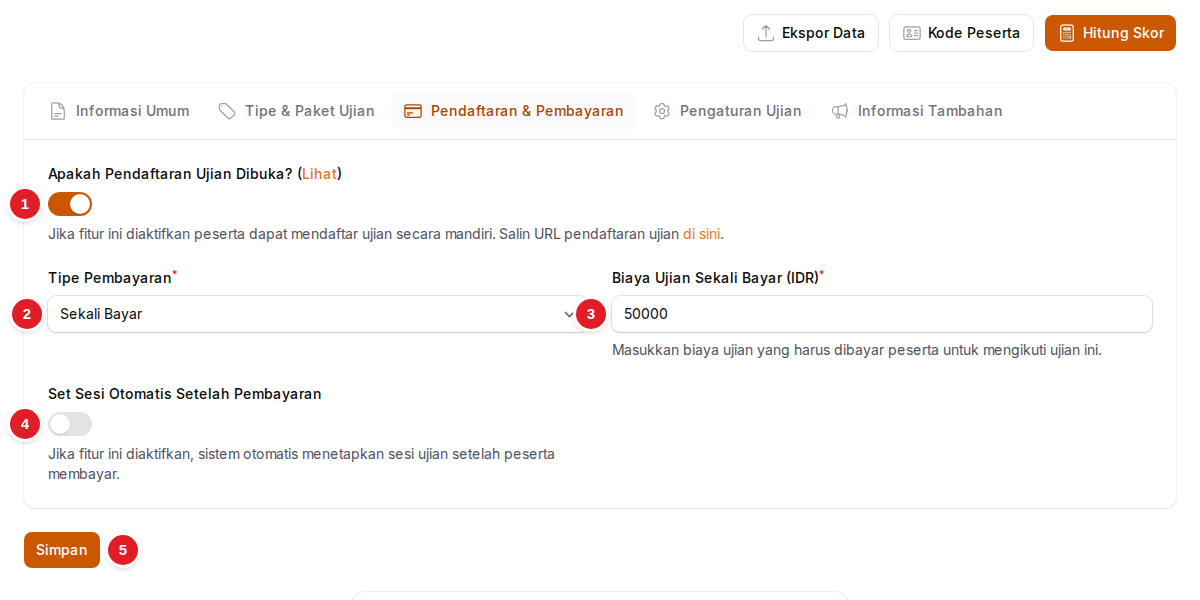 Ekspor Data Kode Peserta Hitung Skor
Informasi Umum Tipe & Paket Ujian Pendaftaran & Pembayaran Pengaturan Ujian Informasi Tambahan
Apakah Pendaftaran Ujian Dibuka? (Lihat)
1
Jika fitur ini diaktifkan peserta dapat mendaftar ujian secara mandiri. Salin URL pendaftaran ujian di sini.
Tipe Pembayaran*
2 Sekali Bayar
Biaya Ujian Sekali Bayar (IDR)*
3 50000
Masukkan biaya ujian yang harus dibayar peserta untuk mengikuti ujian ini.
Set Sesi Otomatis Setelah Pembayaran
4
Jika fitur ini diaktifkan, sistem otomatis menetapkan sesi ujian setelah peserta
membayar.
Simpan 5